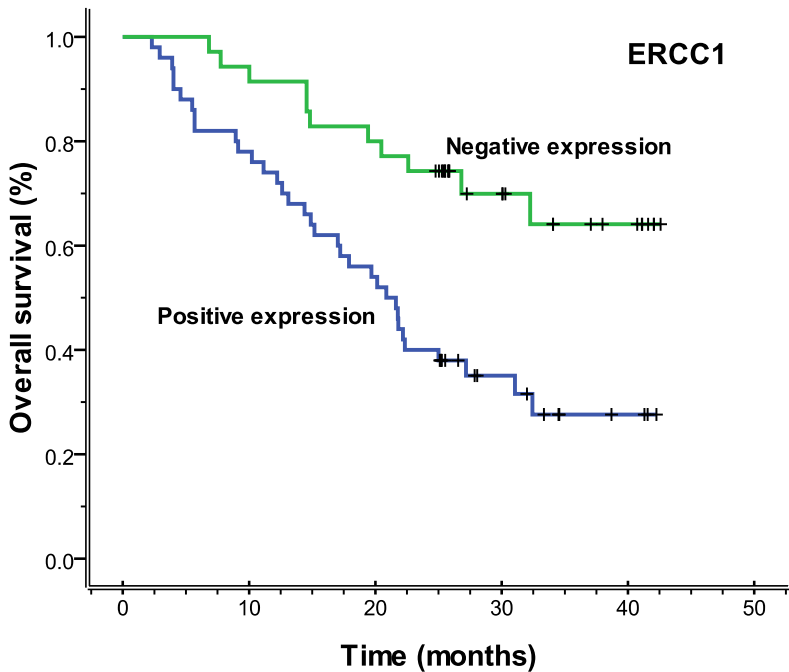 ERCC1
1.0
0.8
0.6
0.4
0.2
0.0
Overall survival (%)
Negative expression
Positive expression
0 10 20 30 40 50
Time (months)